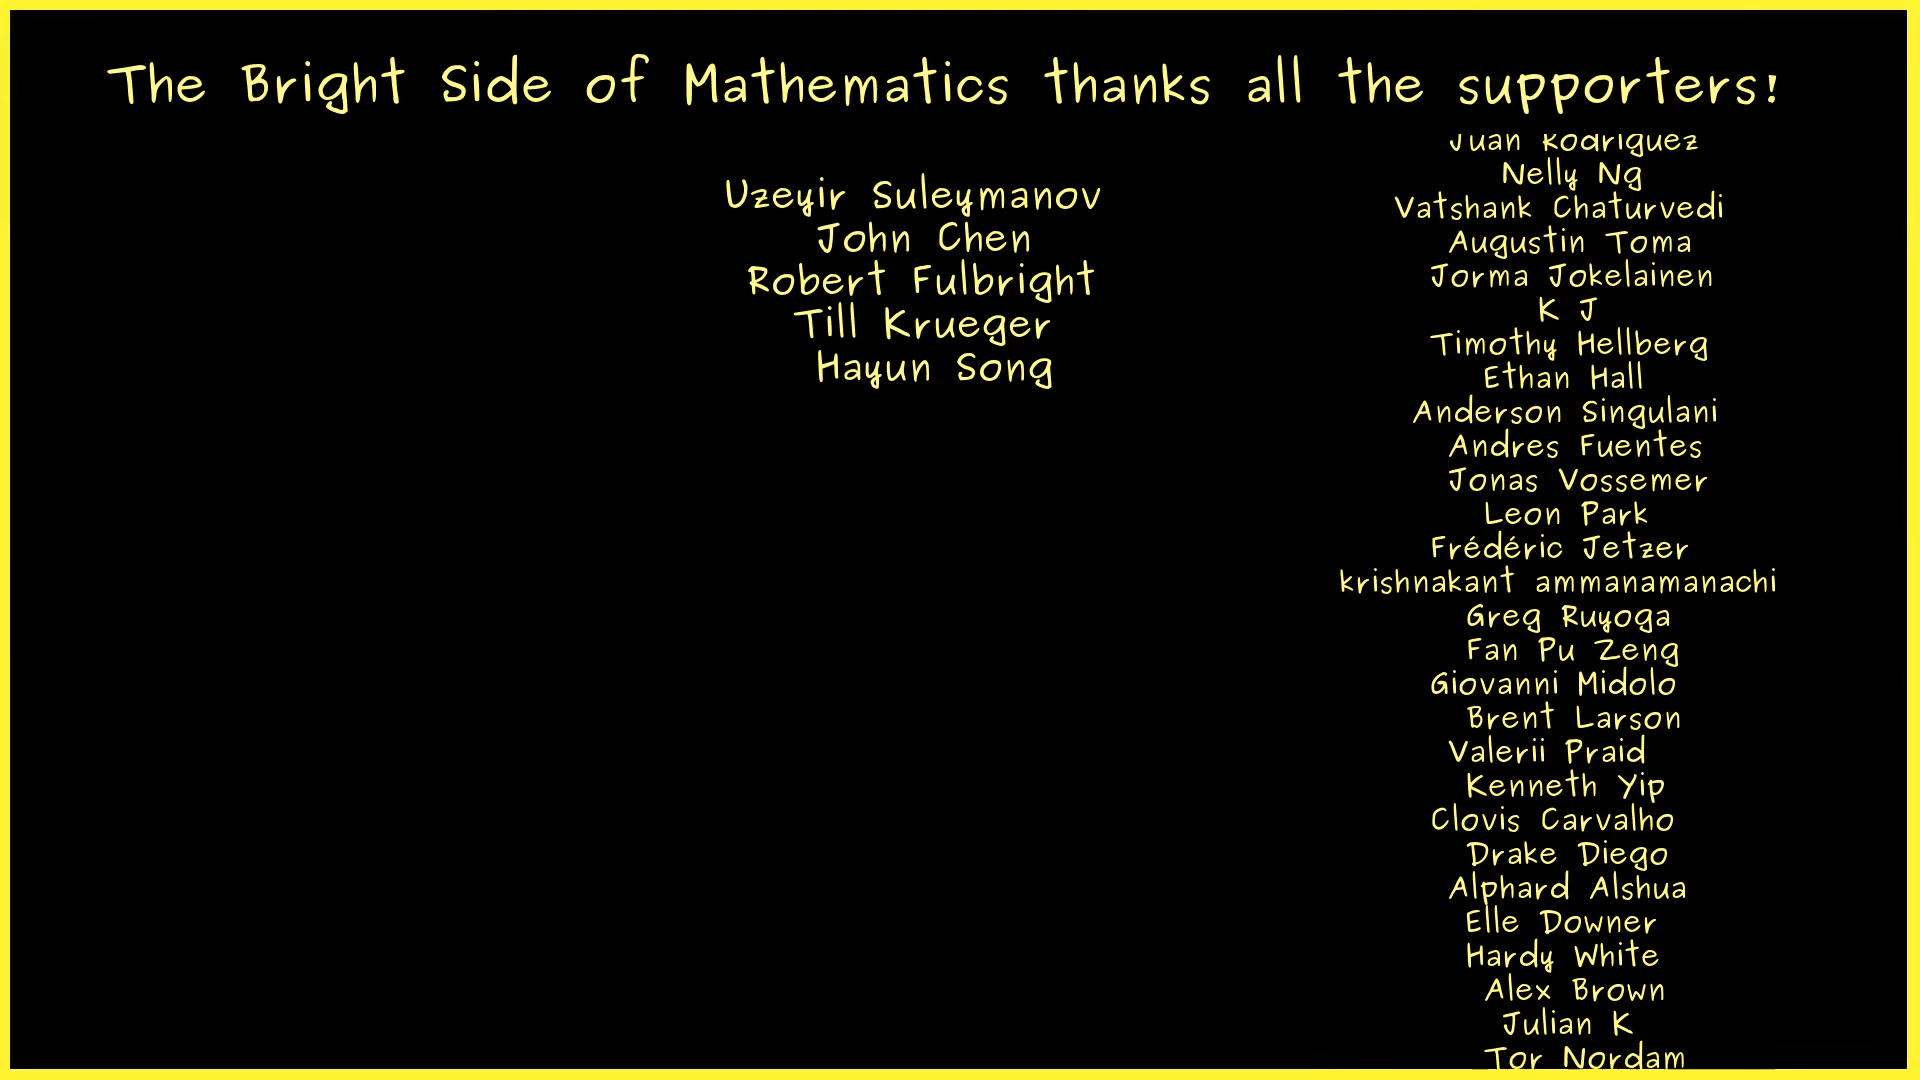 The Bright Side of Mathematics thanks all the supporters!
Uzeyir Suleymanov
John Chen
Robert Fulbright
Till Krueger
Hayun Song
Juan Rodriguez
Nelly Ng
Vatshank Chaturvedi
Augustin Toma
Jorma Jokelainen
K J
Timothy Hellberg
Ethan Hall
Anderson Singulani
Andres Fuentes
Jonas Vossemer
Leon Park
Frédéric Jetzer
krishnakant ammanamanachi
Greg Ruyoga
Fan Pu Zeng
Giovanni Midolo
Brent Larson
Valerii Praid
Kenneth Yip
Clovis Carvalho
Drake Diego
Alphard Alshua
Elle Downer
Hardy White
Alex Brown
Julian K
Tor Nordam